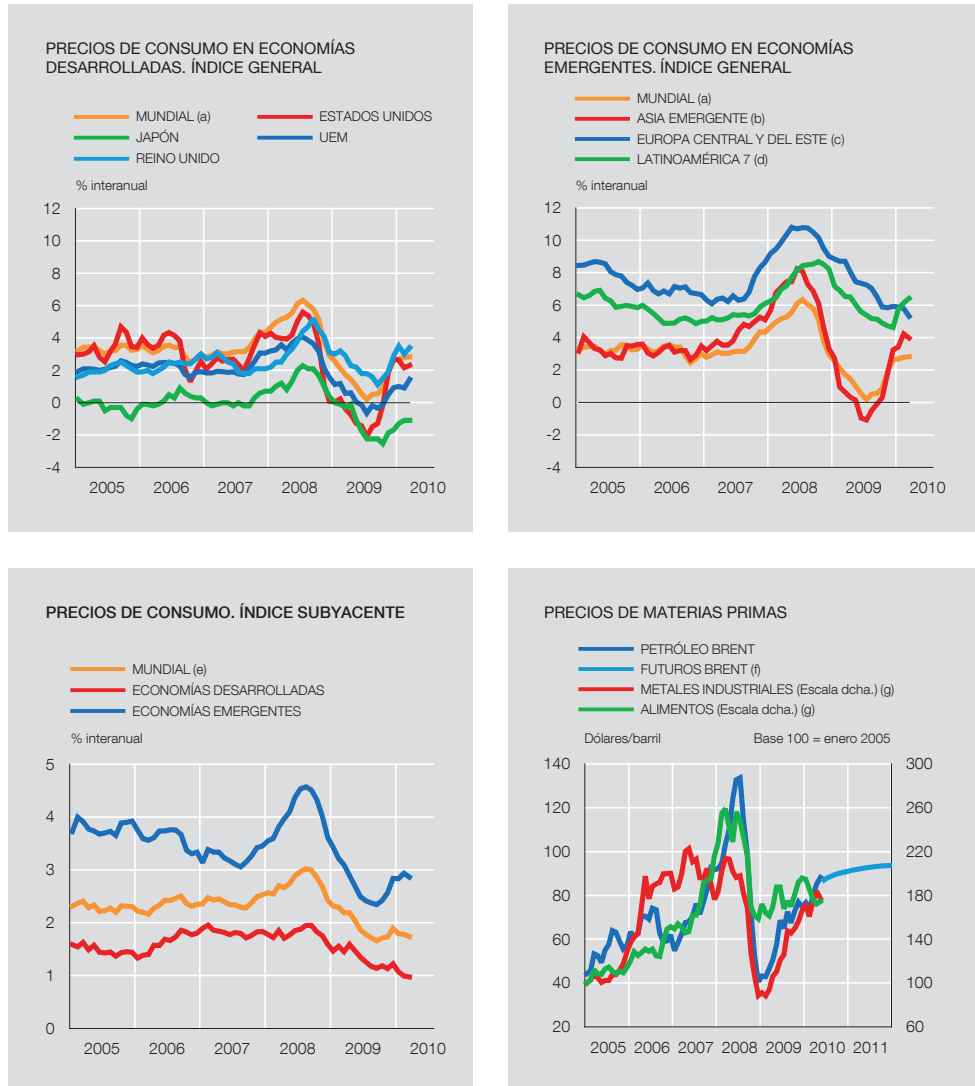 PRECIOS DE CONSUMO EN ECONOMÍAS
DESARROLLADAS. ÍNDICE GENERAL
MUNDIAL (a)
ESTADOS UNIDOS
JAPÓN
UEM
REINO UNIDO
% interanual
12
10
8
6
4
2
0
-2
-4
2005 2006 2007 2008 2009 2010
PRECIOS DE CONSUMO EN ECONOMÍAS
EMERGENTES. ÍNDICE GENERAL
MUNDIAL (a)
ASIA EMERGENTE (b)
EUROPA CENTRAL Y DEL ESTE (c)
LATINOAMÉRICA 7 (d)
% interanual
12
10
8
6
4
2
0
-2
-4
2005 2006 2007 2008 2009 2010
PRECIOS DE CONSUMO. ÍNDICE SUBYACENTE
MUNDIAL (e)
ECONOMÍAS DESARROLLADAS
ECONOMÍAS EMERGENTES
% interanual
5
4
3
2
1
0
2005 2006 2007 2008 2009 2010
PRECIOS DE MATERIAS PRIMAS
PETRÓLEO BRENT
FUTUROS BRENT (f)
METALES INDUSTRIALES (Escala dcha.) (g)
ALIMENTOS (Escala dcha.) (g)
Dólares/barril Base 100 = enero 2005
140 300
120 260
100 220
80 180
60 140
40 100
20 60
2005 2006 2007 2008 2009 2010 2011